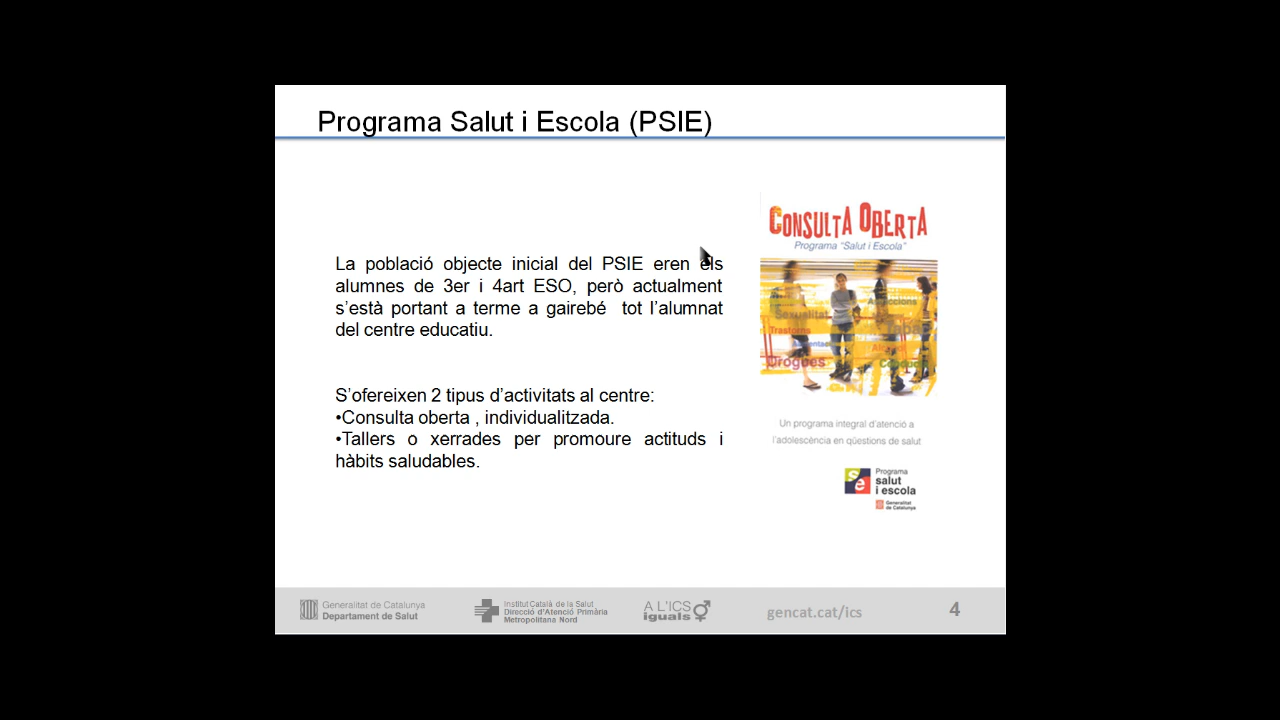 Programa Salut i Escola (PSIE)
La població objecte inicial del PSIE eren els
alumnes de 3er i 4art ESO, però actualment
s'està portant a terme a gairebé tot l'alumnat
del centre educatiu.
S'ofereixen 2 tipus d'activitats al centre:
•Consulta oberta , individualitzada.
•Tallers o xerrades per promoure actituds i
hàbits saludables.
CONSULTA OBERTA
Programa "Salut i Escola"
Sexualitat
Trastorns
Drogues
Un programa integral d'atenció a
l'adolescència en qüestions de salut
se
Programa
salut
i escola
Generalitat
de Catalunya
Generalitat de Catalunya
Departament de Salut
Institut Català de la Salut
Direcció d'Atenció Primària
Metropolitana Nord
A L'ICS
iguals
gencat.cat/ics
4